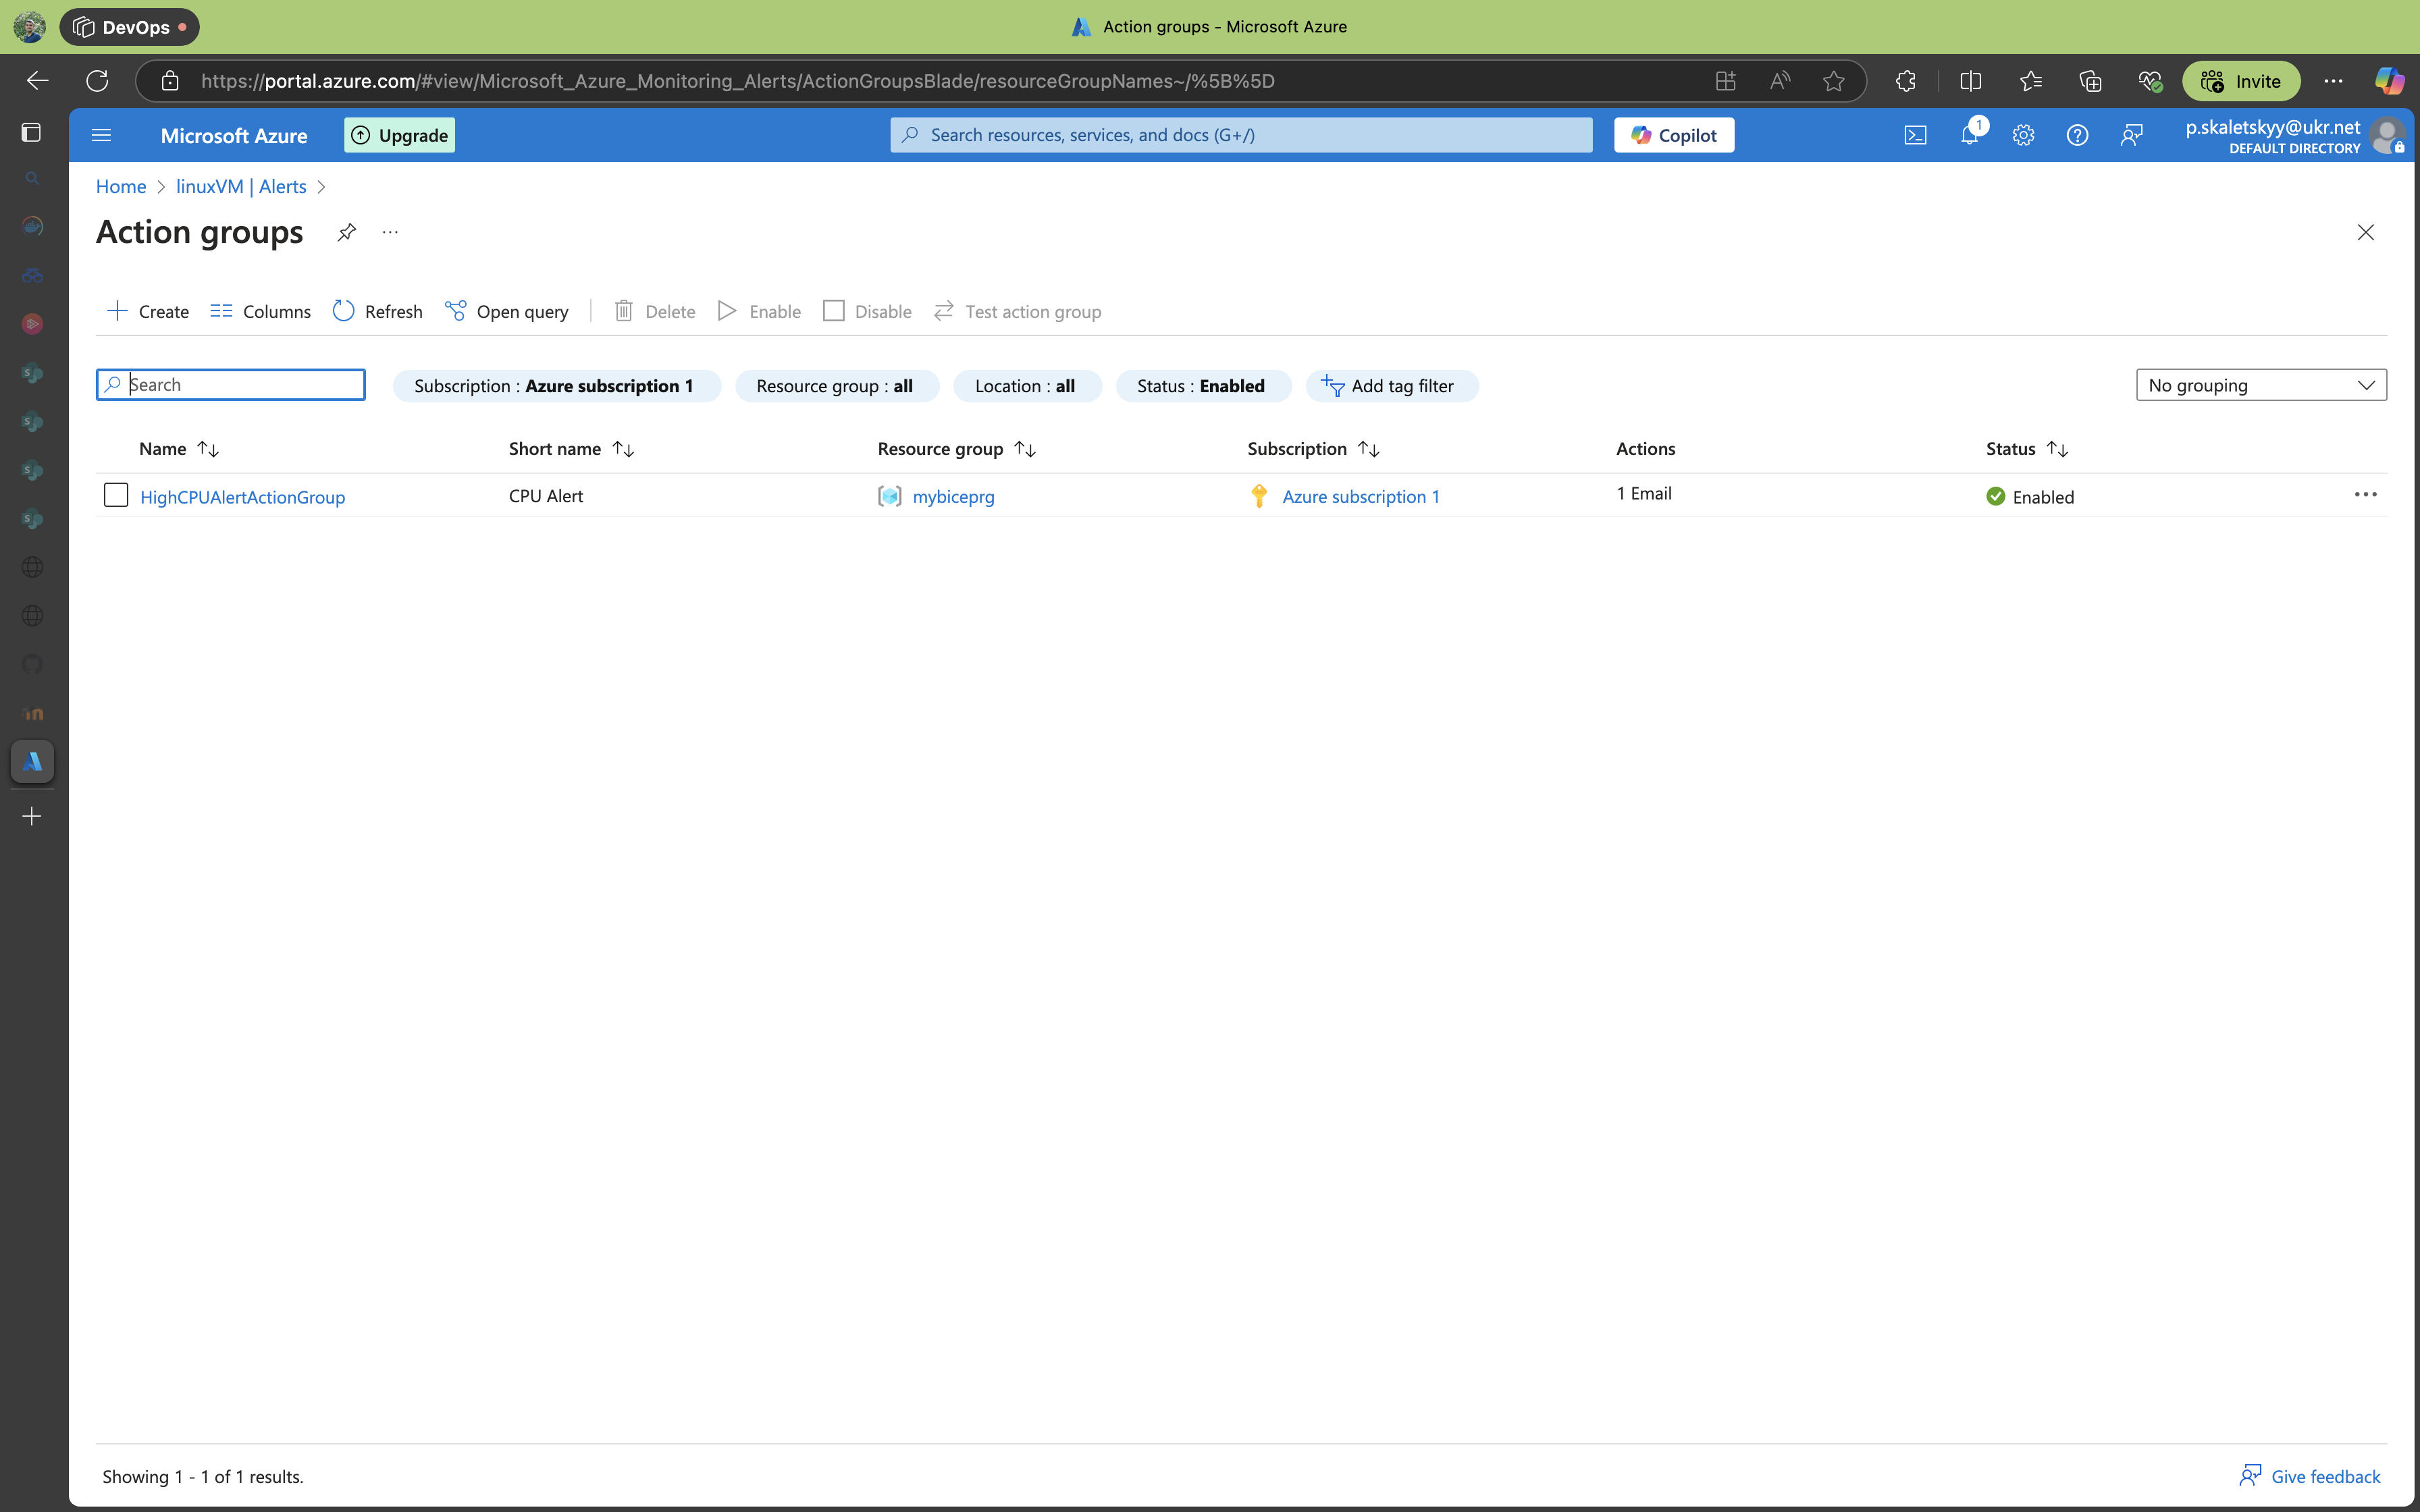 DevOps
Action groups - Microsoft Azure
https://portal.azure.com/#view/Microsoft_Azure_Monitoring_Alerts/ActionGroupsBlade/resourceGroupNames~/%5B%5D
Invite
Microsoft Azure
Upgrade
Search resources, services, and docs (G+/)
Copilot
1
p.skaletskyy@ukr.net
DEFAULT DIRECTORY
Home
linuxVM | Alerts
Action groups
Create
Columns
Refresh
Open query
Delete
Enable
Disable
Test action group
Search
Subscription : Azure subscription 1
Resource group : all
Location : all
Status : Enabled
Add tag filter
No grouping
Name
Short name
Resource group
Subscription
Actions
Status
HighCPUAlertActionGroup
CPU Alert
mybiceprg
Azure subscription 1
1 Email
Enabled
Showing 1 - 1 of 1 results.
Give feedback